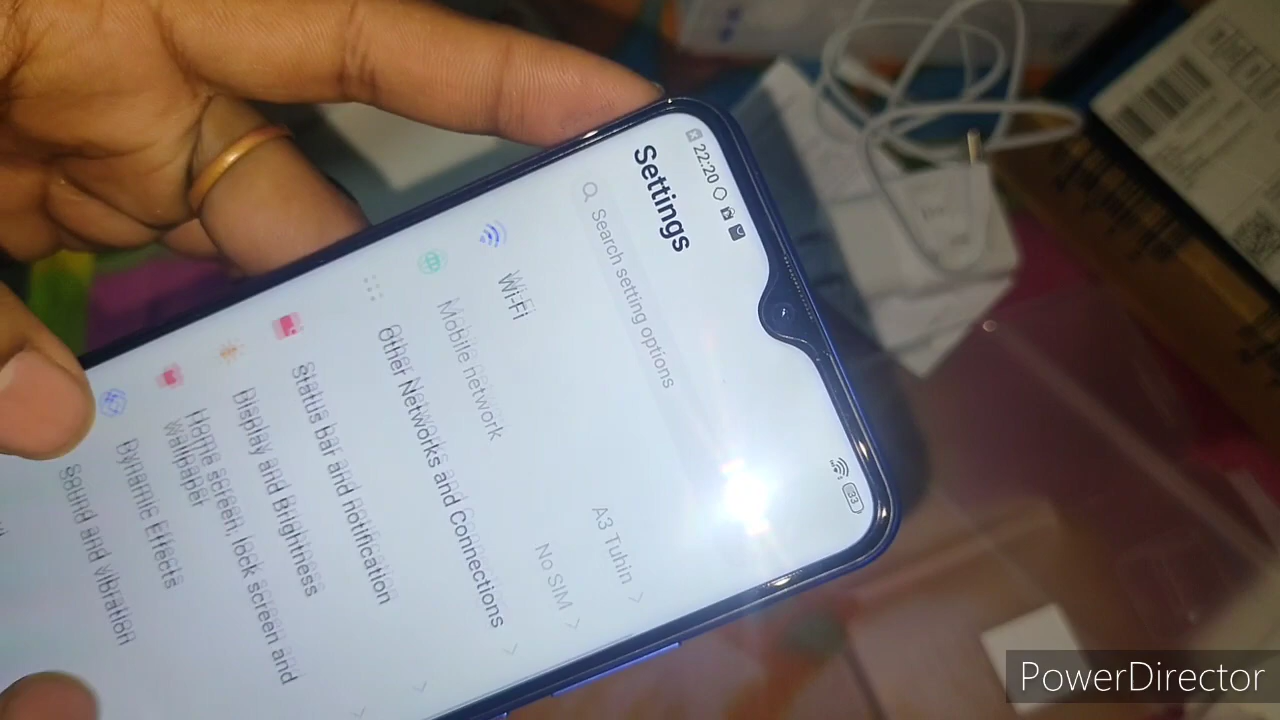 22:20
33
Settings
Search setting options
Wi-Fi
A3 Tuhin
Mobile network
No SIM
Other Networks and Connections
Status bar and notification
Display and Brightness
Home screen, lock screen and
Wallpaper
Dynamic Effects
Sound and vibration
PowerDirector